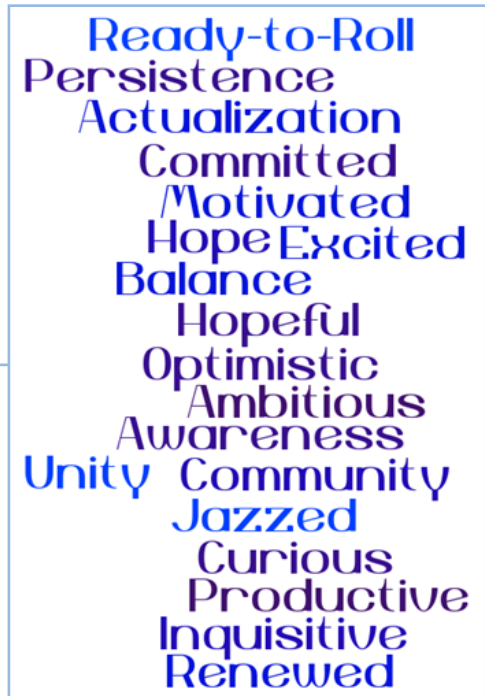 Ready-to-Roll
Persistence
Actualization
Committed
Motivated
Hope Excited
Balance
Hopeful
Optimistic
Ambitious
Awareness
Unity Community
Jazzed
Curious
Productive
Inquisitive
Renewed